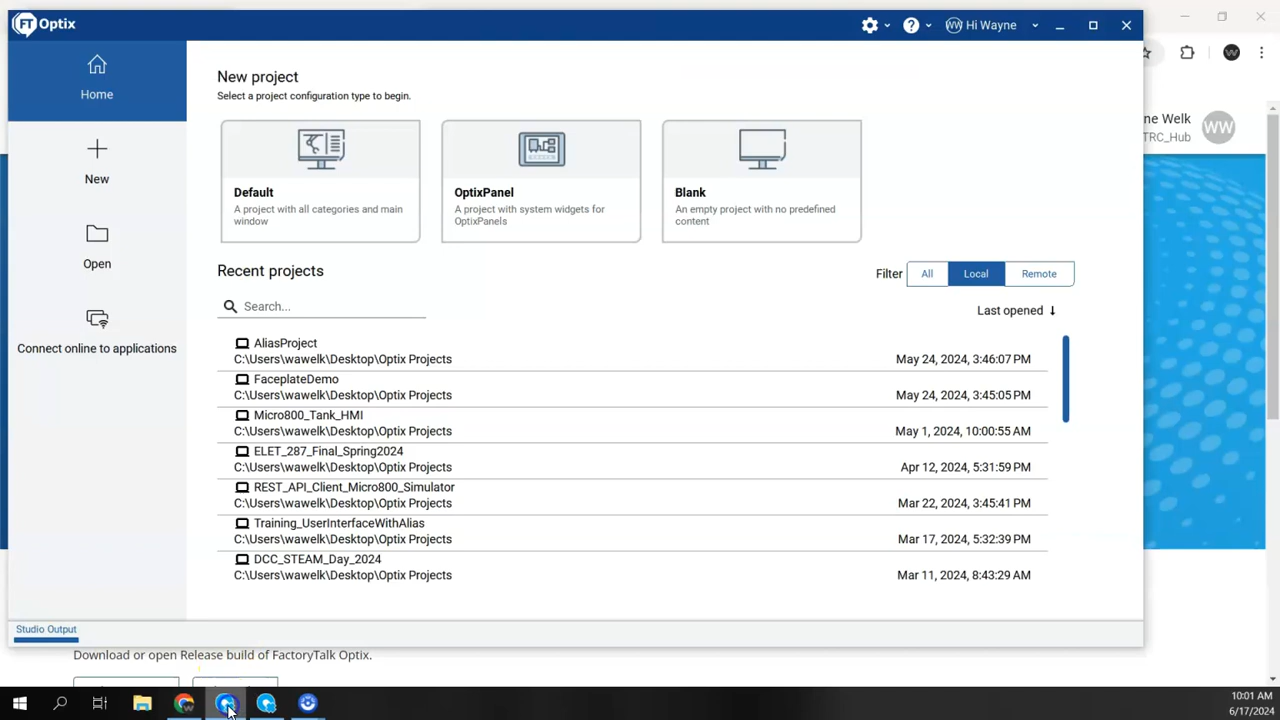 FT Optix
Hi Wayne
Home
New
Open
Connect online to applications
New project
Select a project configuration type to begin.
Default
A project with all categories and main
window
OptixPanel
A project with system widgets for
OptixPanels
Blank
An empty project with no predefined
content
Recent projects
Filter All Local Remote
Search...
Last opened
AliasProject
C:\Users\wawelk\Desktop\Optix Projects May 24, 2024, 3:46:07 PM
FaceplateDemo
C:\Users\wawelk\Desktop\Optix Projects May 24, 2024, 3:45:05 PM
Micro800_Tank_HMI
C:\Users\wawelk\Desktop\Optix Projects May 1, 2024, 10:00:55 AM
ELET_287_Final_Spring2024
C:\Users\wawelk\Desktop\Optix Projects Apr 12, 2024, 5:31:59 PM
REST_API_Client_Micro800_Simulator
C:\Users\wawelk\Desktop\Optix Projects Mar 22, 2024, 3:45:41 PM
Training_UserInterfaceWithAlias
C:\Users\wawelk\Desktop\Optix Projects Mar 17, 2024, 5:32:39 PM
DCC_STEAM_Day_2024
C:\Users\wawelk\Desktop\Optix Projects Mar 11, 2024, 8:43:29 AM
Studio Output
ne Welk
TRC_Hub
WW
Download or open Release build of FactoryTalk Optix.
10:01 AM
6/17/2024